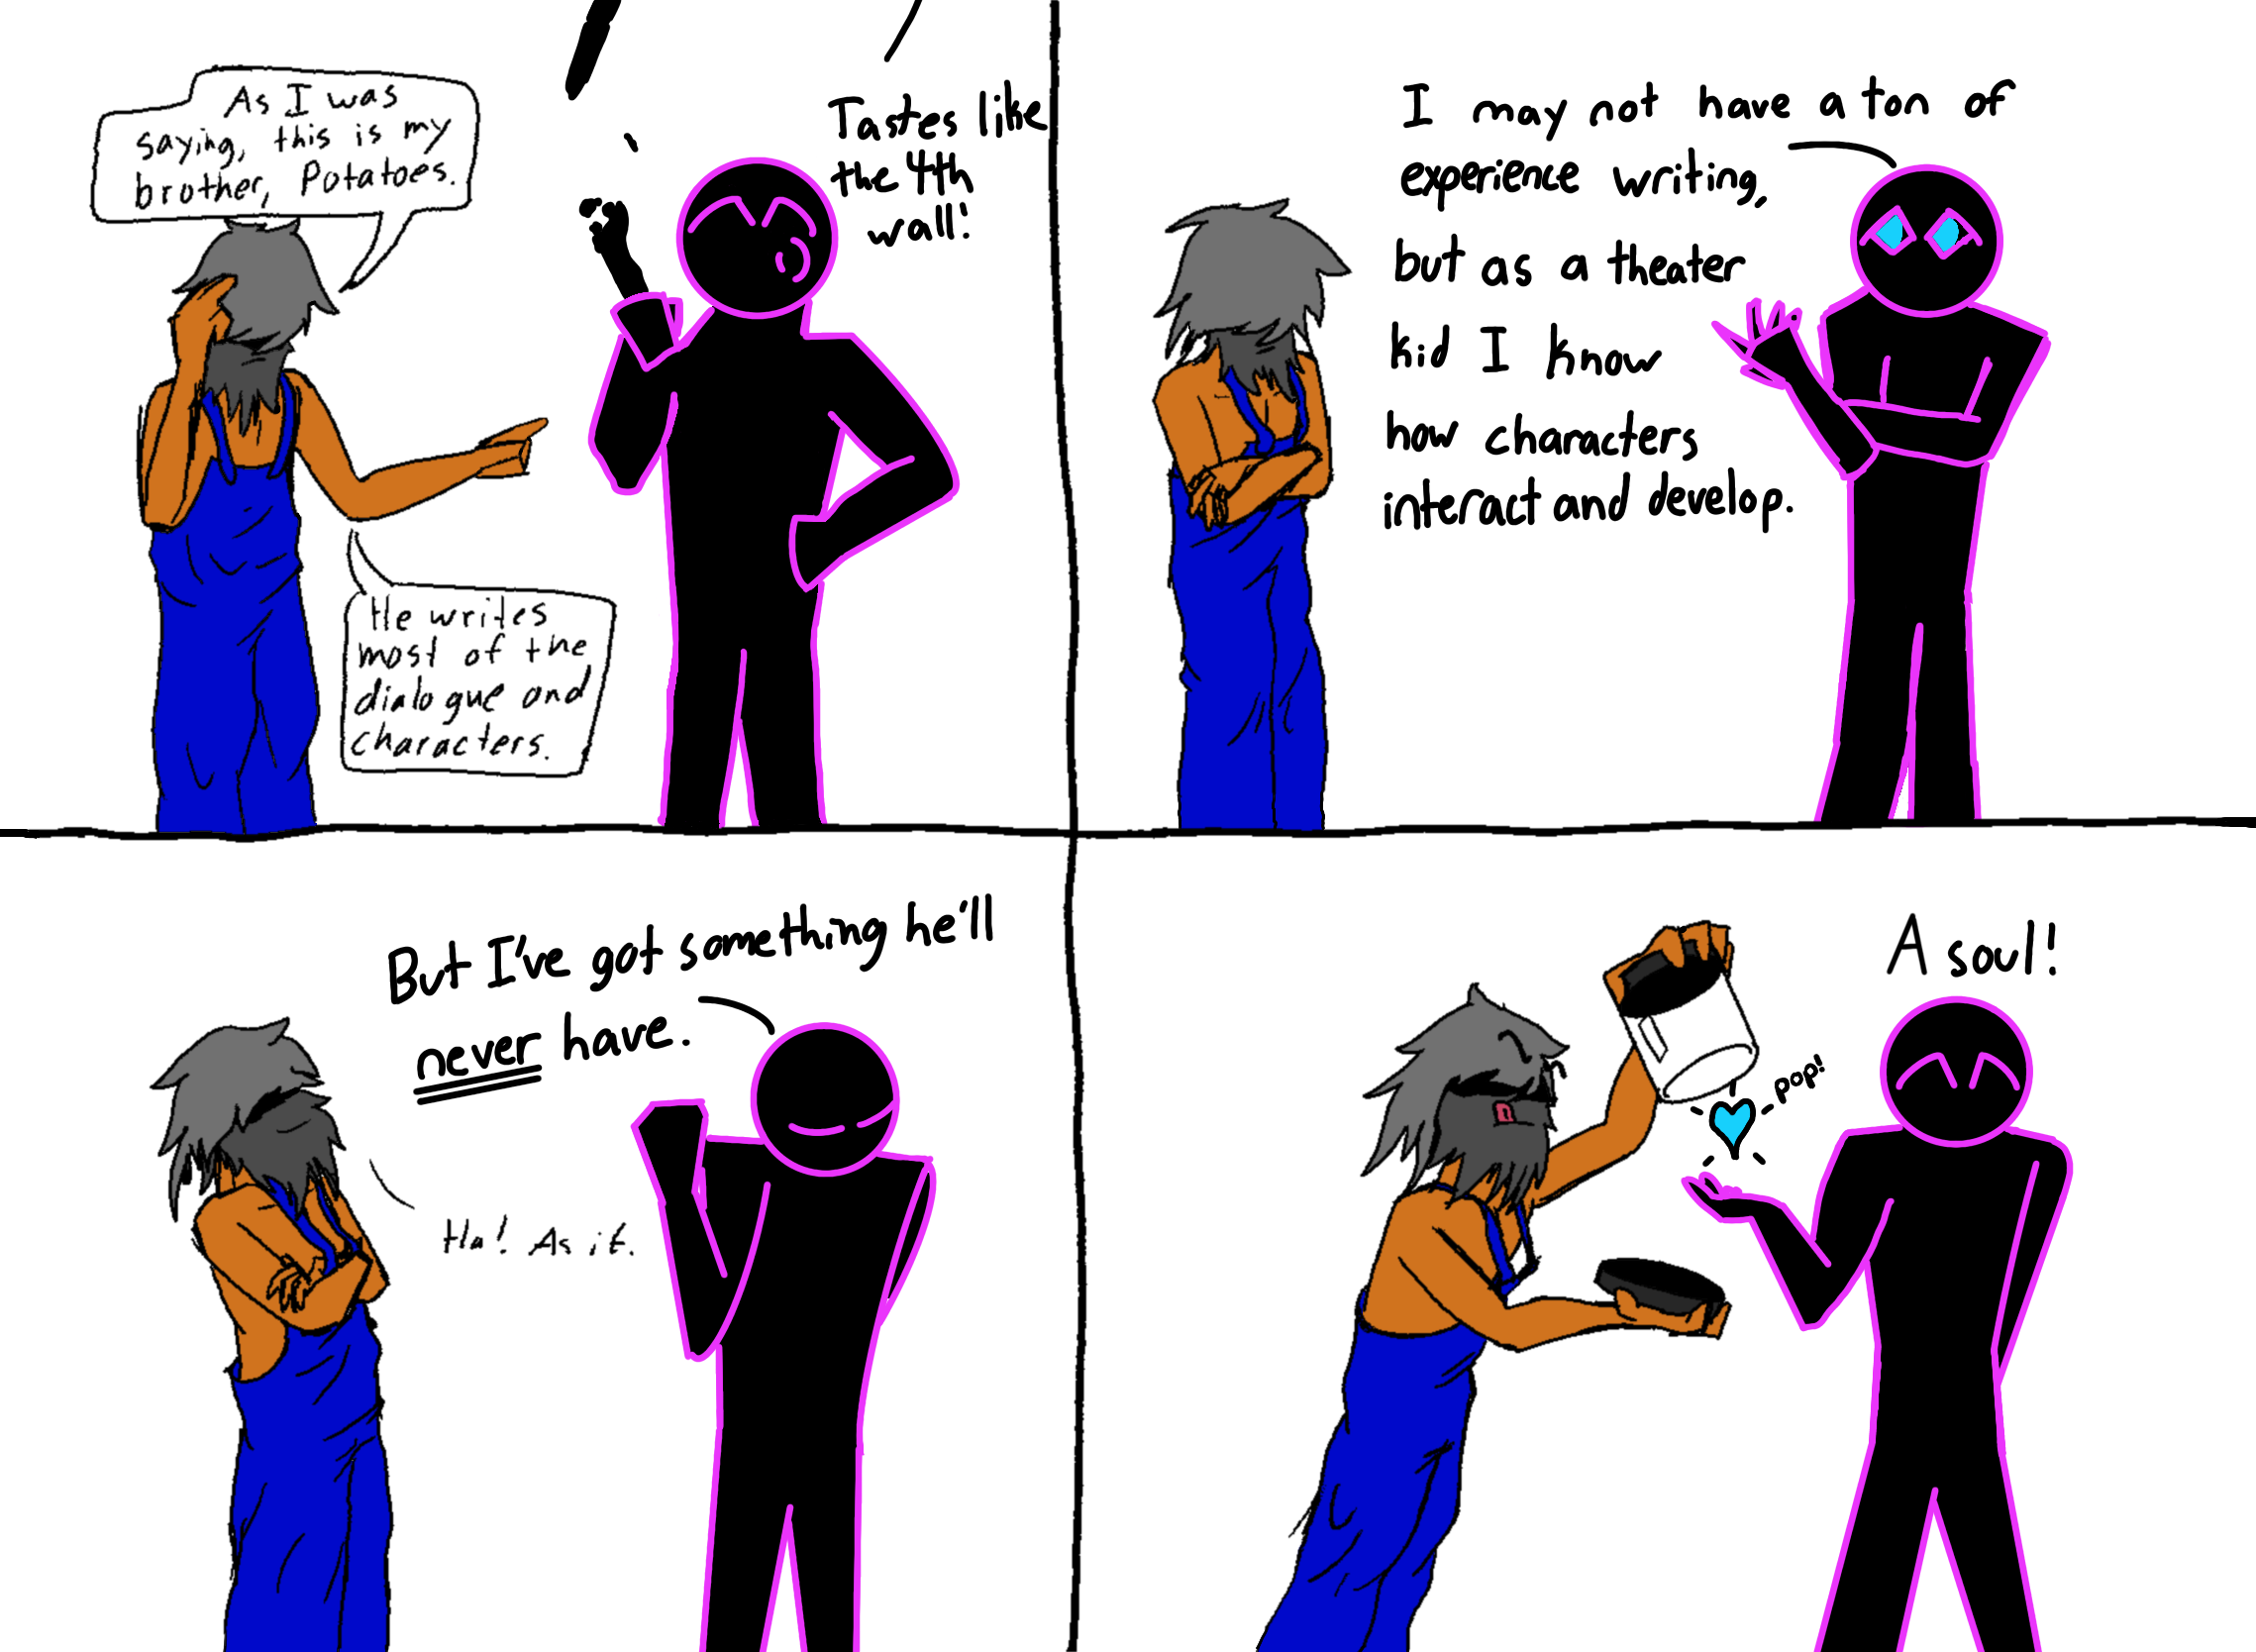 As I was
saying, this is my
brother, Potatoes.
Tastes like
the 4th
wall!
He writes
most of the
dialogue and
characters.
I may not have a ton of
experience writing,
but as a theater
kid I know
how characters
interact and develop.
But I've got something he'll
never have.
Ha! As if.
A soul!
pop!